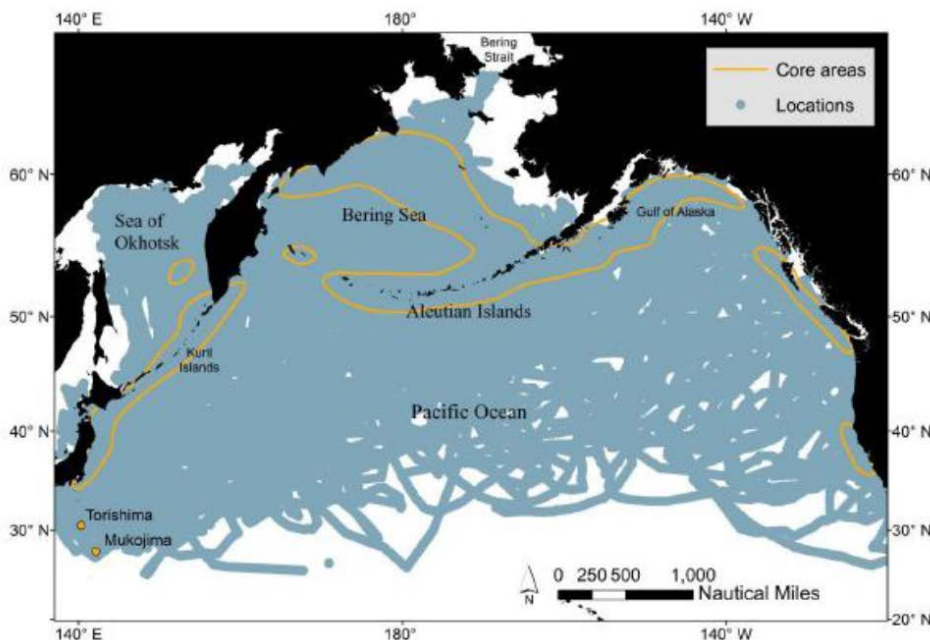 140° E 180° 140° W
Bering
Strait
Core areas
Locations
60° N 60° N
Sea of
Okhotsk
Bering Sea
Gulf of Alaska
50° N 50° N
Aleutian Islands
Kuril
Islands
Pacific Ocean
40° N 40° N
30° N 30° N
Torishima
Mukojima
N
0 250 500 1,000
Nautical Miles
20° N
140° E 180° 140° W